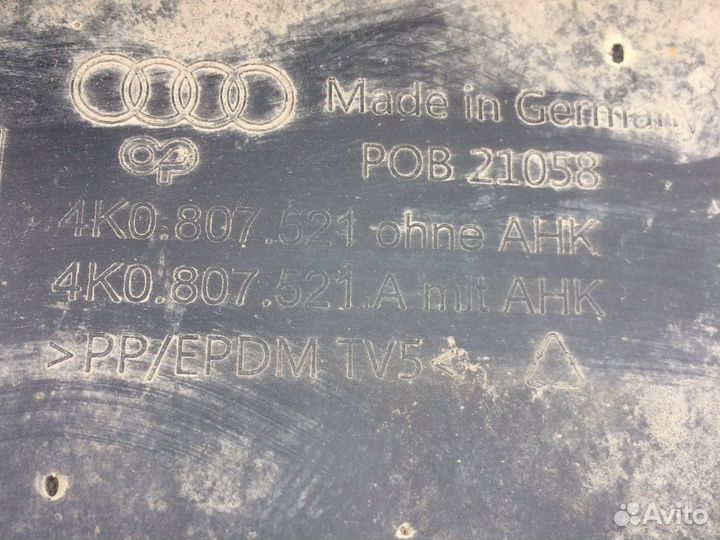 Made in Germany
OP
POB 21058
4K0.807.521 ohne AHK
4K0.807.521.A mit AHK
>PP/EPDM TV5<
Avito